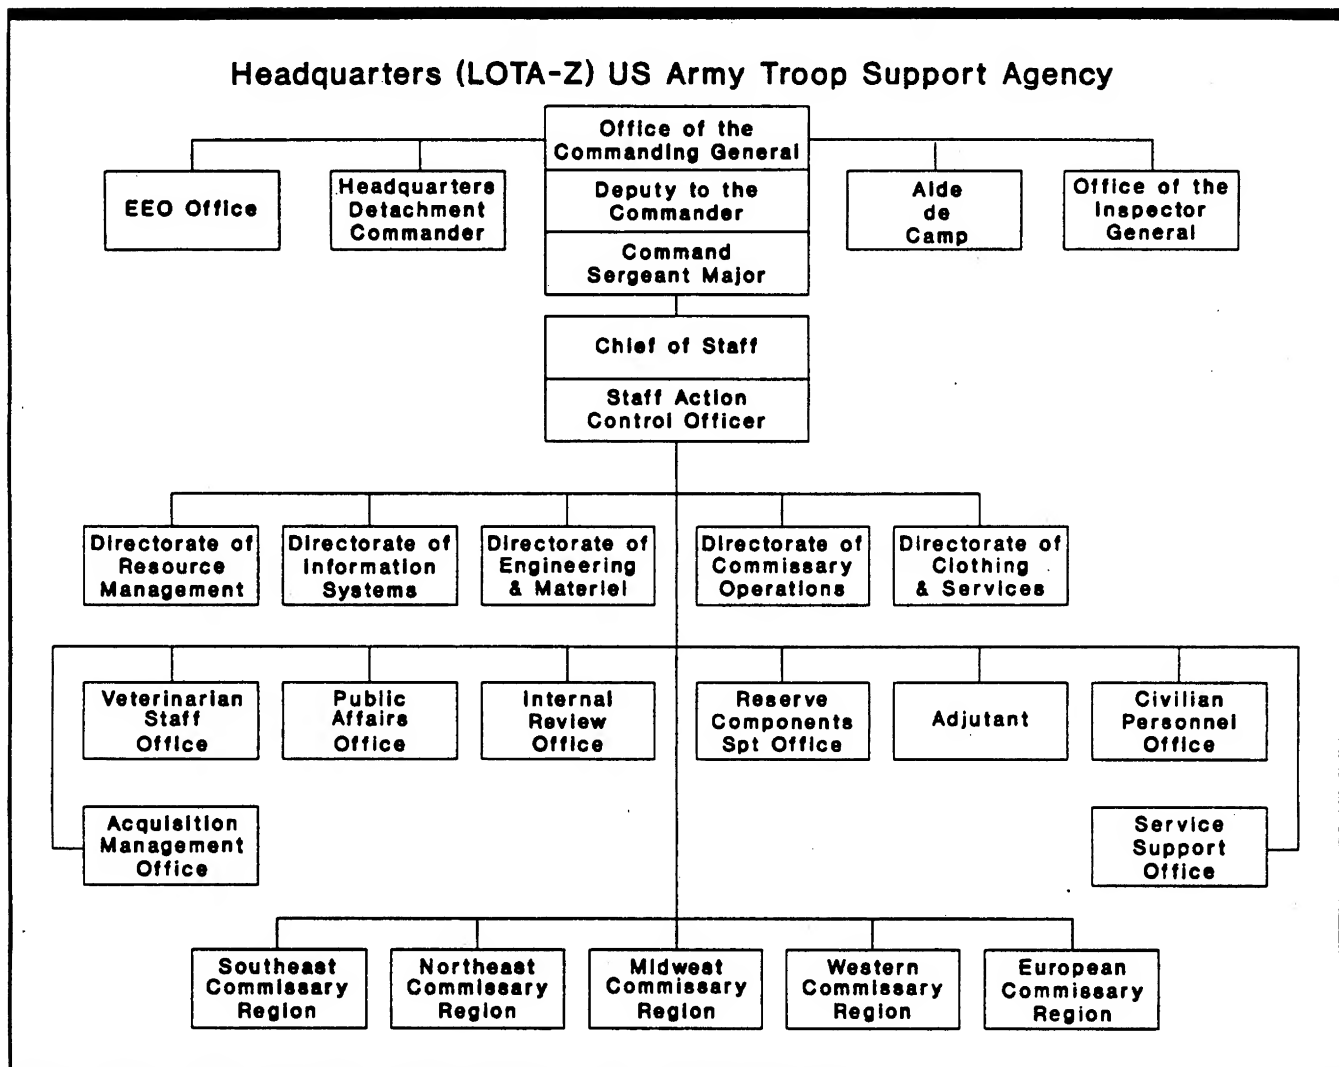 Headquarters (LOTA-Z) US Army Troop Support Agency
Office of the
Commanding General
EEO Office
Headquarters
Detachment
Commander
Deputy to the
Commander
Aide
de
Camp
Office of the
Inspector
General
Command
Sergeant Major
Chief of Staff
Staff Action
Control Officer
Directorate of
Resource
Management
Directorate of
Information
Systems
Directorate of
Engineering
& Materiel
Directorate of
Commissary
Operations
Directorate of
Clothing
& Services
Veterinarian
Staff
Office
Public
Affairs
Office
Internal
Review
Office
Reserve
Components
Spt Office
Adjutant
Civilian
Personnel
Office
Acquisition
Management
Office
Service
Support
Office
Southeast
Commissary
Region
Northeast
Commissary
Region
Midwest
Commissary
Region
Western
Commissary
Region
European
Commissary
Region